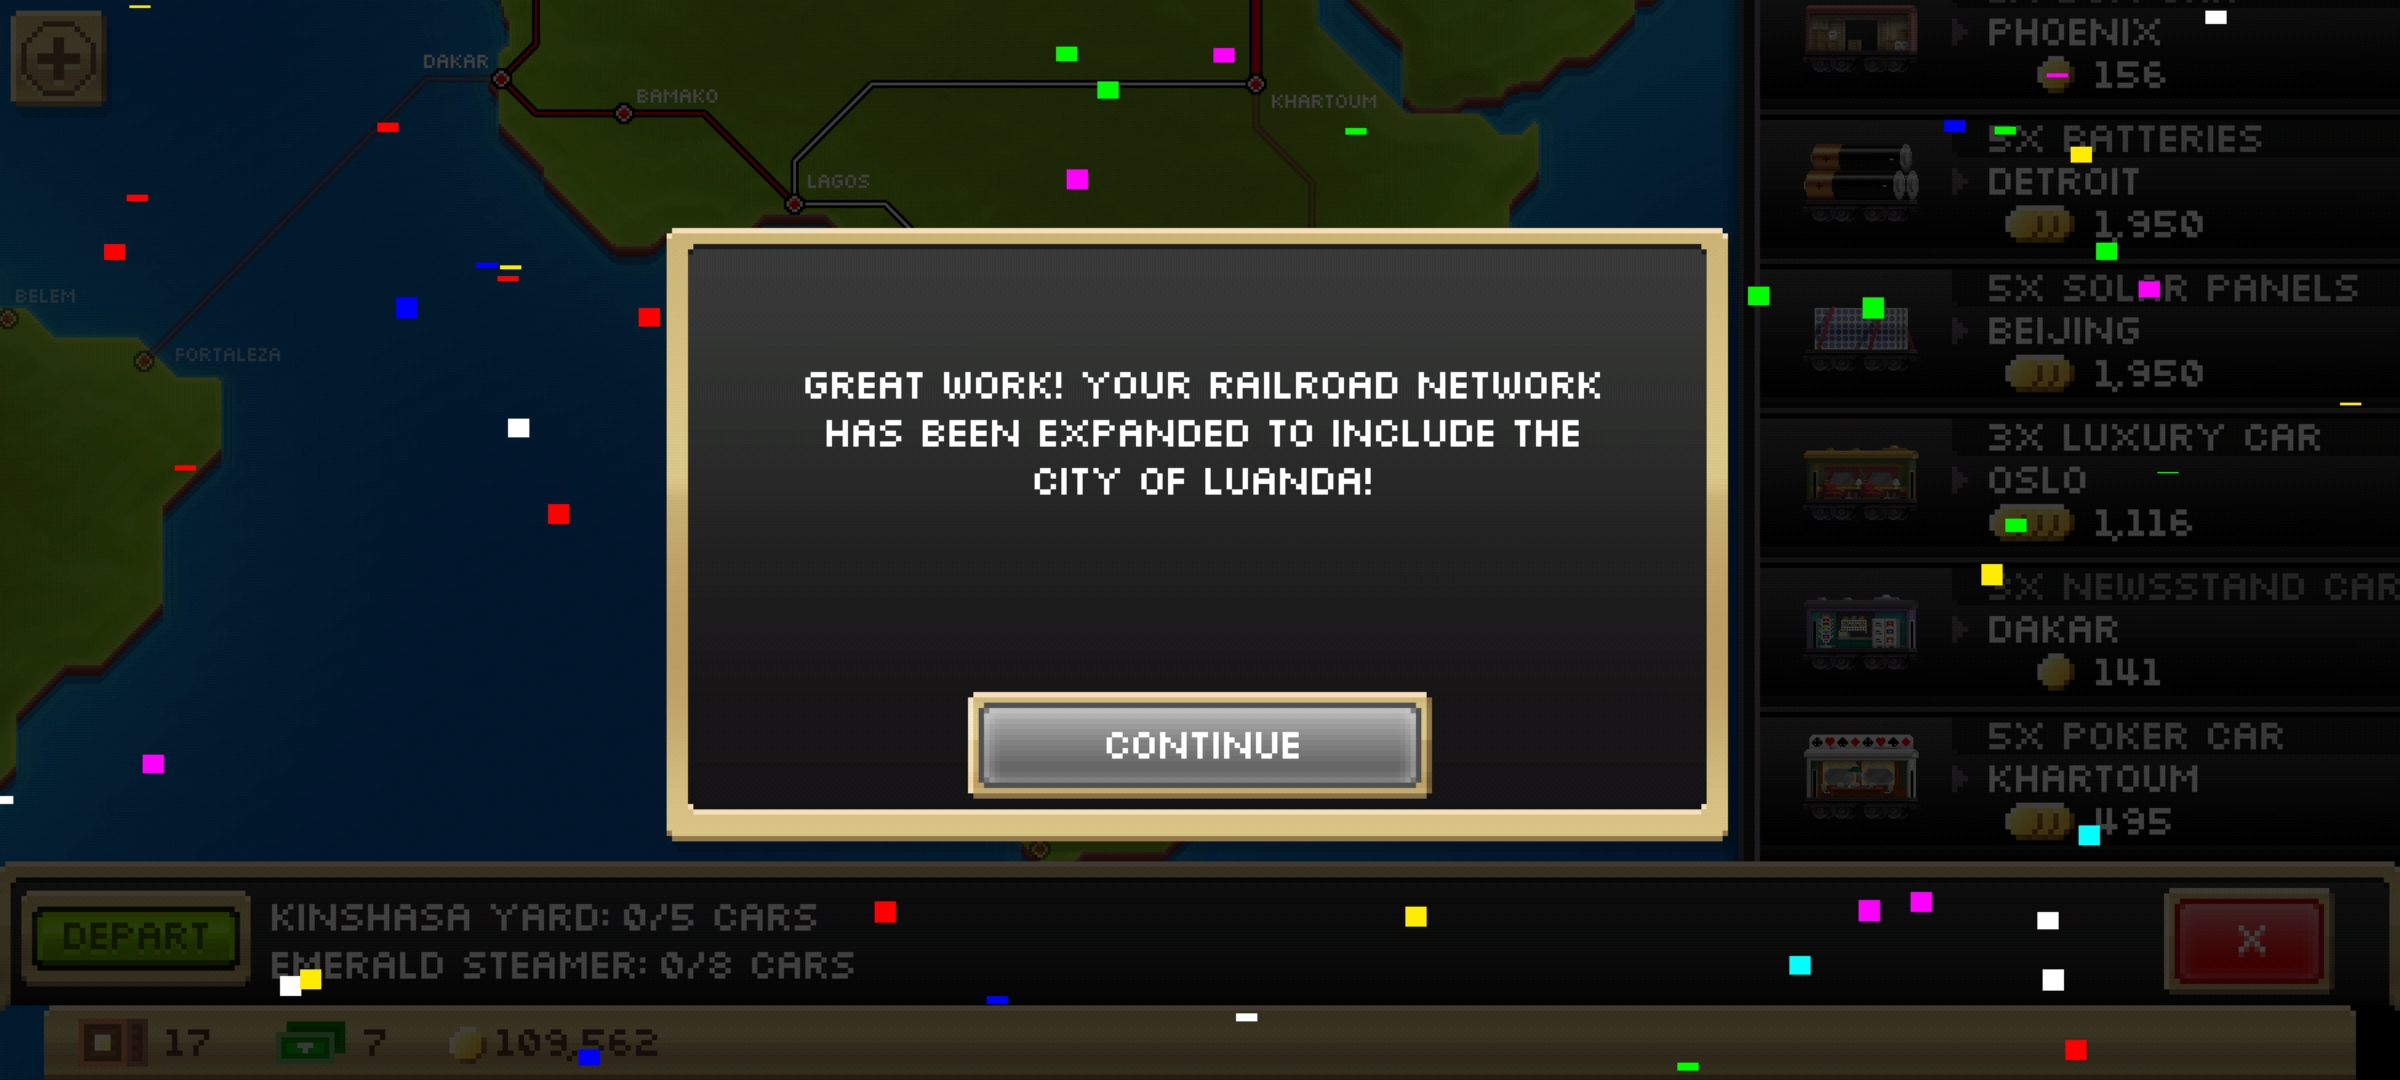 DAKAR
BAMAKO
KHARTOUM
LAGOS
BELEM
FORTALEZA
GREAT WORK! YOUR RAILROAD NETWORK
HAS BEEN EXPANDED TO INCLUDE THE
CITY OF LUANDA!
CONTINUE
PHOENIX
156
5X BATTERIES
DETROIT
1,950
5X SOLAR PANELS
BEIJING
1,950
3X LUXURY CAR
OSLO
1,116
NEWSSTAND CAR
DAKAR
141
5X POKER CAR
KHARTOUM
495
DEPART
KINSHASA YARD: 0/5 CARS
EMERALD STEAMER: 0/8 CARS
X
17
7
109,562